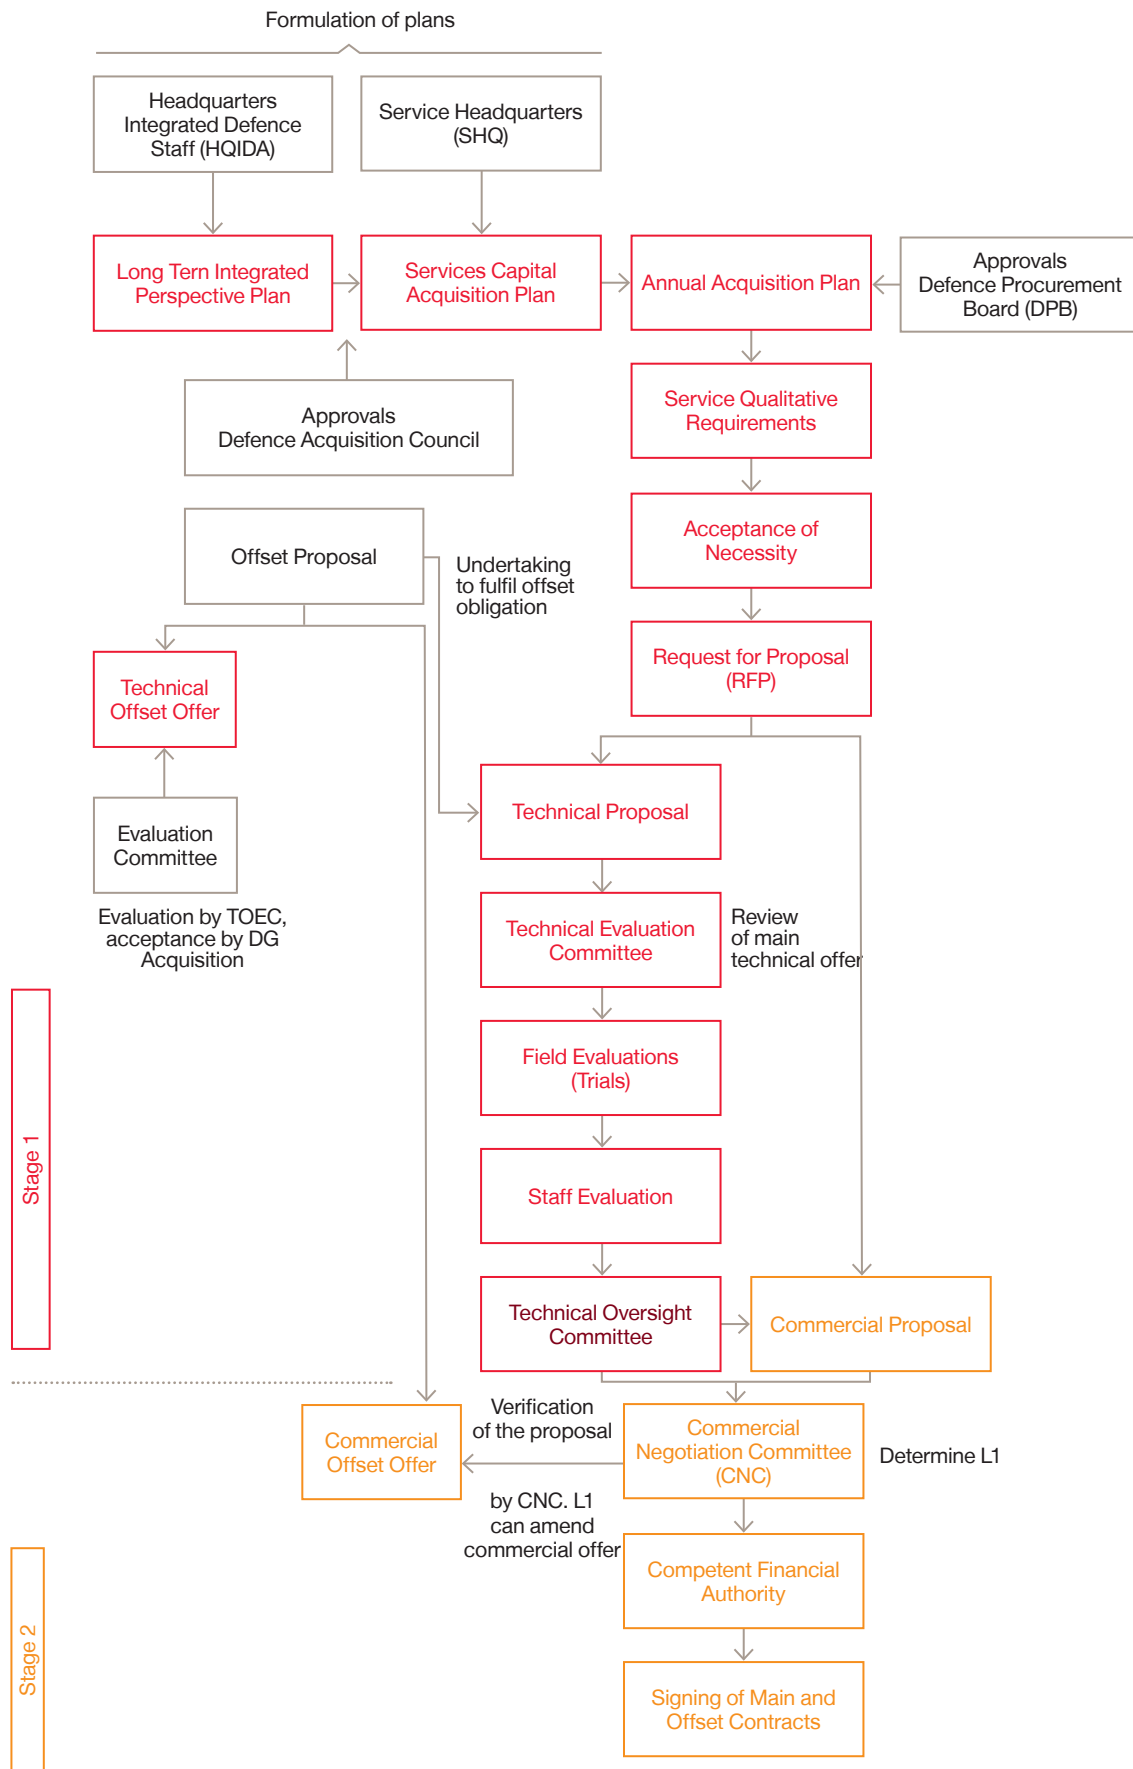 Formulation of plans
Headquarters
Integrated Defence
Staff (HQIDA)
Service Headquarters
(SHQ)
Long Tern Integrated
Perspective Plan
Services Capital
Acquisition Plan
Annual Acquisition Plan
Approvals
Defence Procurement
Board (DPB)
Approvals
Defence Acquisition Council
Service Qualitative
Requirements
Acceptance of
Necessity
Offset Proposal
Undertaking
to fulfil offset
obligation
Request for Proposal
(RFP)
Technical
Offset Offer
Technical Proposal
Evaluation
Committee
Evaluation by TOEC,
acceptance by DG
Acquisition
Technical Evaluation
Committee
Review
of main
technical offer
Field Evaluations
(Trials)
Stage 1
Staff Evaluation
Technical Oversight
Committee
Commercial Proposal
Commercial
Offset Offer
Verification
of the proposal
by CNC. L1
can amend
commercial offer
Commercial
Negotiation Committee
(CNC)
Determine L1
Competent Financial
Authority
Stage 2
Signing of Main and
Offset Contracts